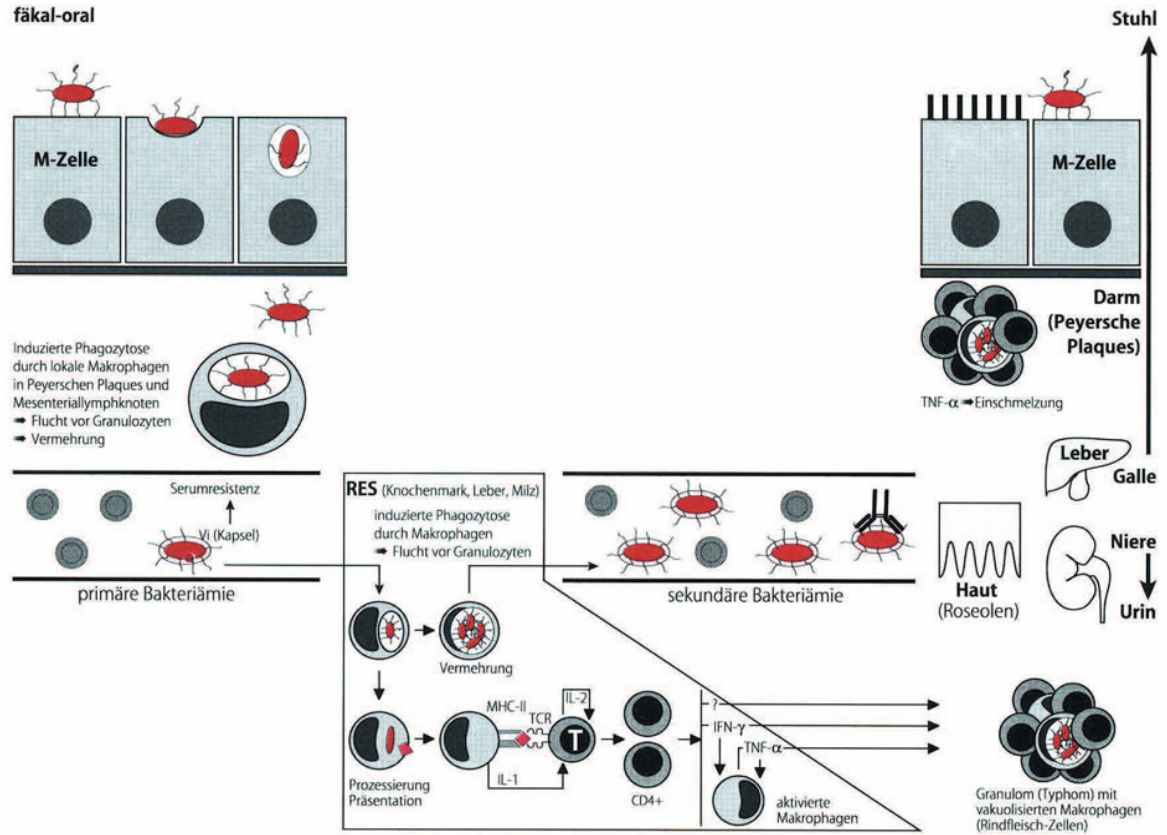 fäkal-oral
Stuhl
M-Zelle
M-Zelle
Induzierte Phagozytose
durch lokale Makrophagen
in Peyerschen Plaques und
Mesenteriallymphknoten
➡ Flucht vor Granulozyten
➡ Vermehrung
Darm
(Peyersche
Plaques)
TNF-α ➡ Einschmelzung
Serumresistenz
Vi (Kapsel)
primäre Bakteriämie
RES (Knochenmark, Leber, Milz)
induzierte Phagozytose
durch Makrophagen
➡ Flucht vor Granulozyten
sekundäre Bakteriämie
Leber
Galle
Haut
(Roseolen)
Niere
Urin
Vermehrung
Prozessierung
Präsentation
MHC-II
TCR
IL-2
T
IL-1
CD4+
?
IFN-γ
TNF-α
aktivierte
Makrophagen
Granulom (Typhom) mit
vakuolisierten Makrophagen
(Rindfleisch-Zellen)